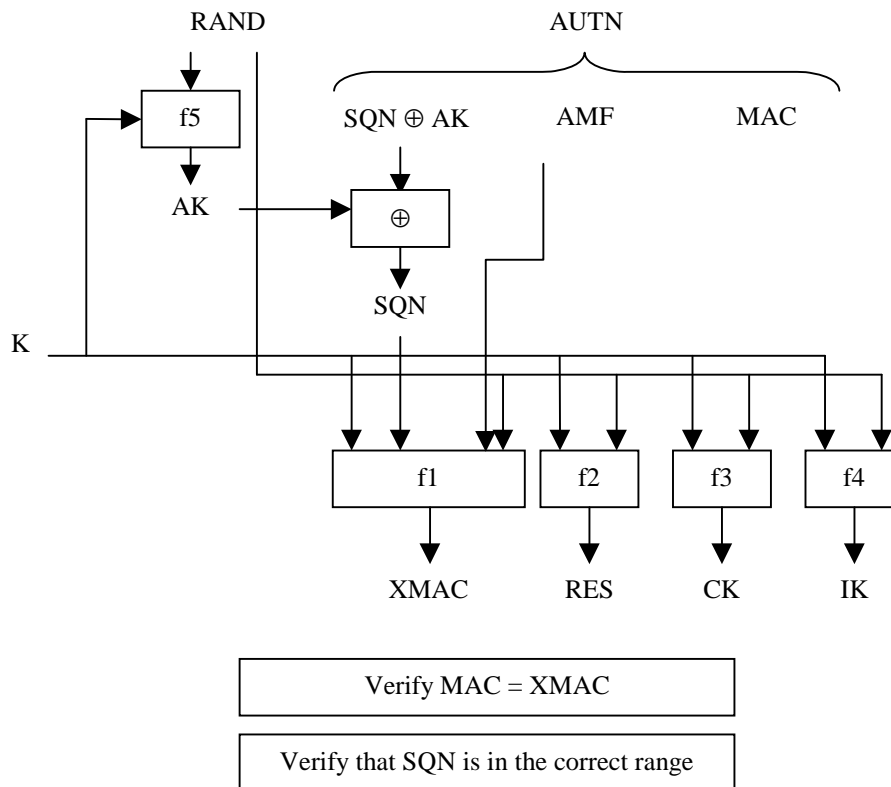 RAND AUTN
f5 SQN ⊕ AK AMF MAC
AK ⊕
SQN
K
f1 f2 f3 f4
XMAC RES CK IK
Verify MAC = XMAC
Verify that SQN is in the correct range